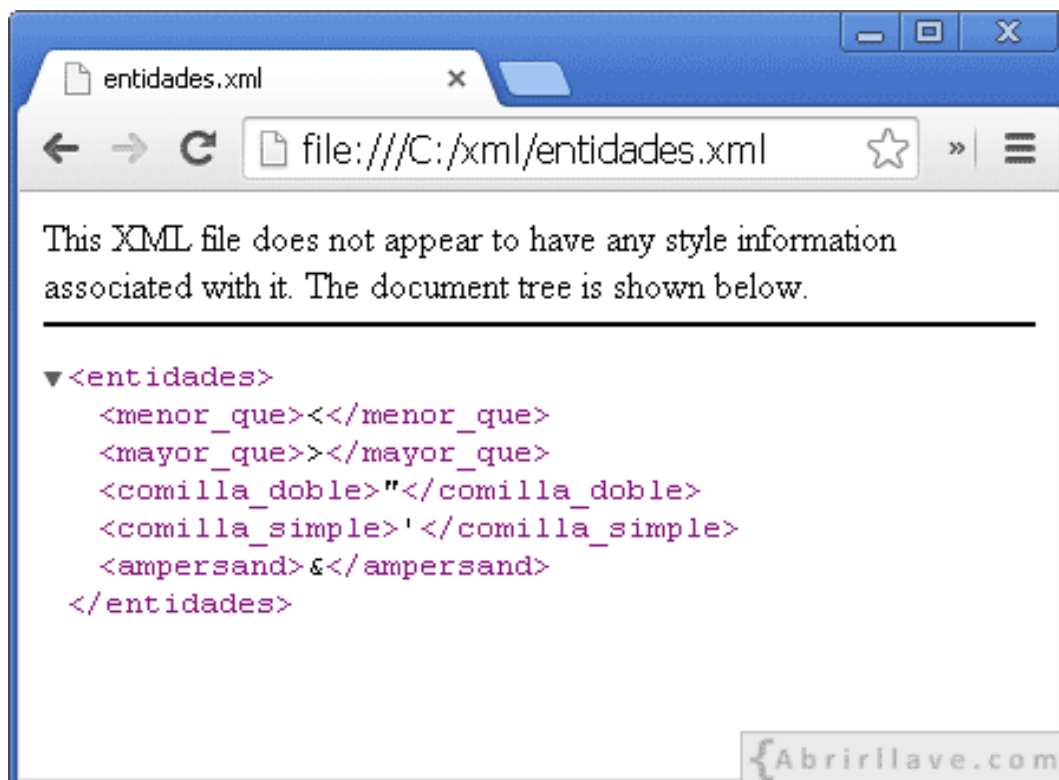 entidades.xml
file:///C:/xml/entidades.xml
This XML file does not appear to have any style information
associated with it. The document tree is shown below.
<entidades>
<menor_que><</menor_que>
<mayor_que>></mayor_que>
<comilla_doble>"</comilla_doble>
<comilla_simple>'</comilla_simple>
<ampersand>&</ampersand>
</entidades>
{Abrirllave.com